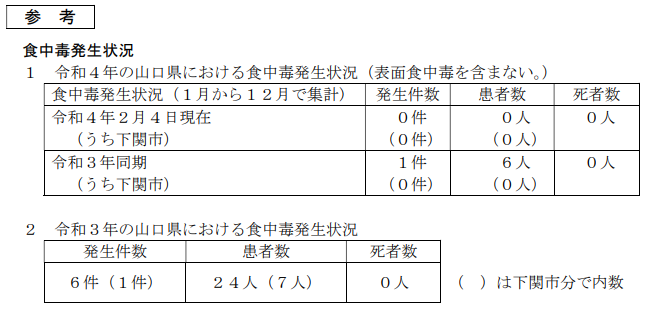 参　考
食中毒発生状況
１　令和４年の山口県における食中毒発生状況（表面食中毒を含まない。）
食中毒発生状況（１月から１２月で集計）　発生件数　患者数　死者数
令和４年２月４日現在　０件　０人　０人
（うち下関市）　（０件）　（０人）
令和３年同期　１件　６人　０人
（うち下関市）　（０件）　（０人）
２　令和３年の山口県における食中毒発生状況
発生件数　患者数　死者数
６件（１件）　２４人（７人）　０人　（　）は下関市分で内数